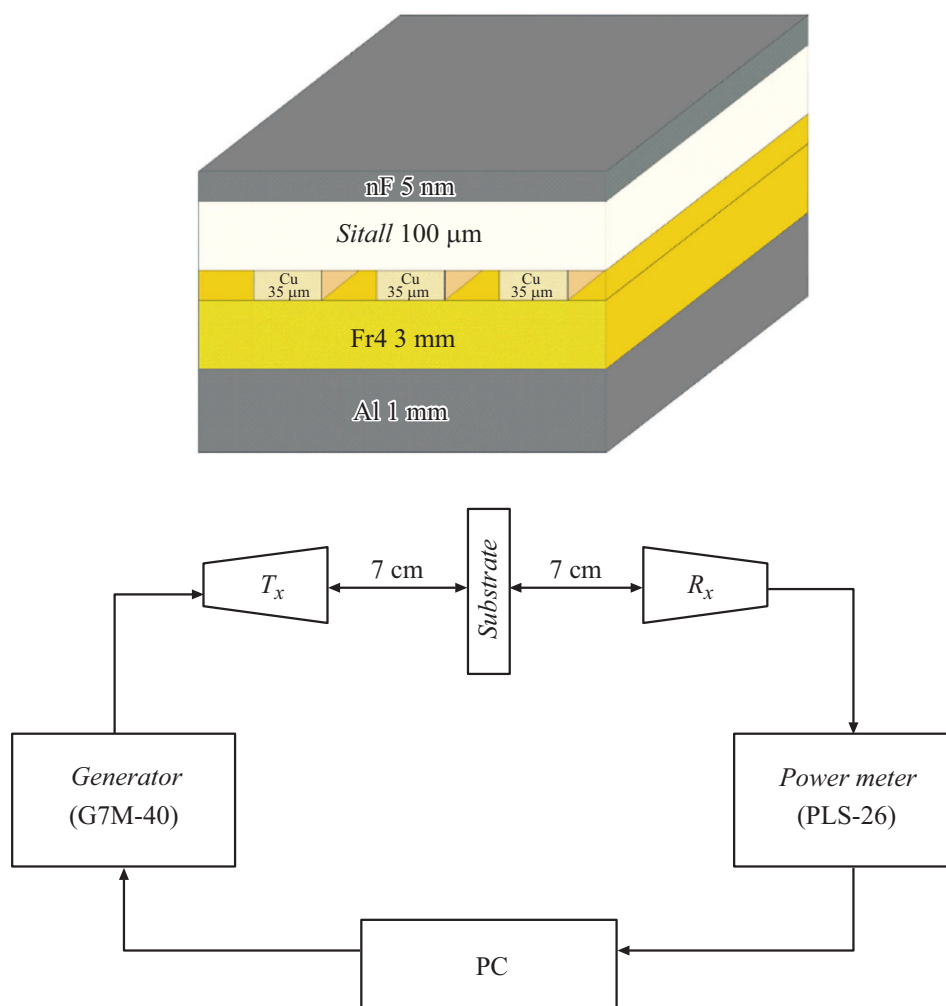 nF 5 nm
Sitall 100 μm
Cu
35 μm
Cu
35 μm
Cu
35 μm
Fr4 3 mm
Al 1 mm
Tx
7 cm
Substrate
7 cm
Rx
Generator
(G7M-40)
Power meter
(PLS-26)
PC